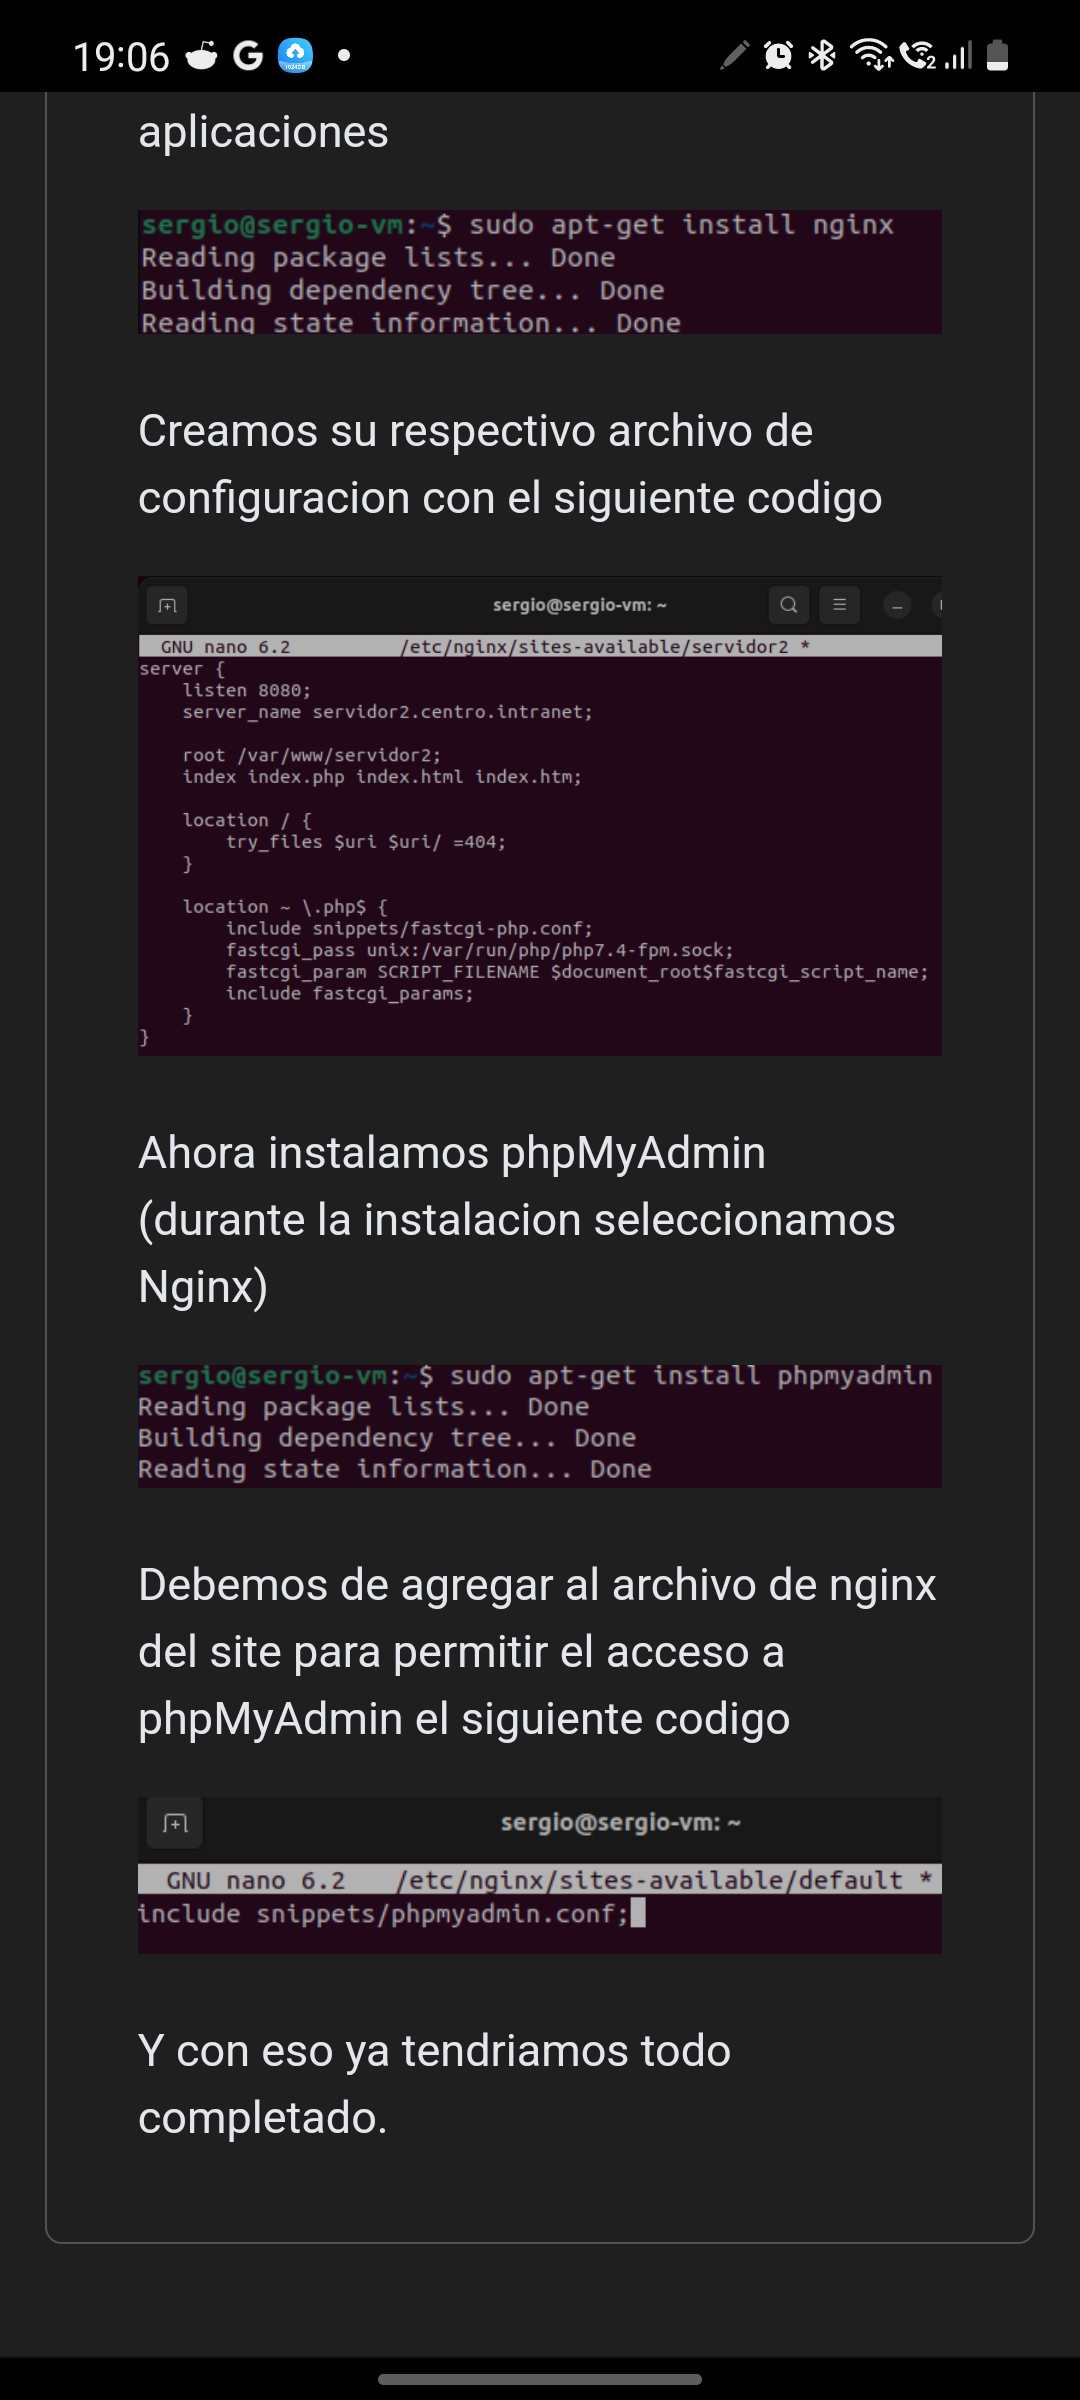 19:06
aplicaciones
sergio@sergio-vm:~$ sudo apt-get install nginx
Reading package lists... Done
Building dependency tree... Done
Reading state information... Done
Creamos su respectivo archivo de
configuracion con el siguiente codigo
sergio@sergio-vm: ~
GNU nano 6.2 /etc/nginx/sites-available/servidor2 *
server {
listen 8080;
server_name servidor2.centro.intranet;
root /var/www/servidor2;
index index.php index.html index.htm;
location / {
try_files $uri $uri/ =404;
}
location ~ \.php$ {
include snippets/fastcgi-php.conf;
fastcgi_pass unix:/var/run/php/php7.4-fpm.sock;
fastcgi_param SCRIPT_FILENAME $document_root$fastcgi_script_name;
include fastcgi_params;
}
}
Ahora instalamos phpMyAdmin
(durante la instalacion seleccionamos
Nginx)
sergio@sergio-vm:~$ sudo apt-get install phpmyadmin
Reading package lists... Done
Building dependency tree... Done
Reading state information... Done
Debemos de agregar al archivo de nginx
del site para permitir el acceso a
phpMyAdmin el siguiente codigo
sergio@sergio-vm: ~
GNU nano 6.2 /etc/nginx/sites-available/default *
include snippets/phpmyadmin.conf;
Y con eso ya tendriamos todo
completado.